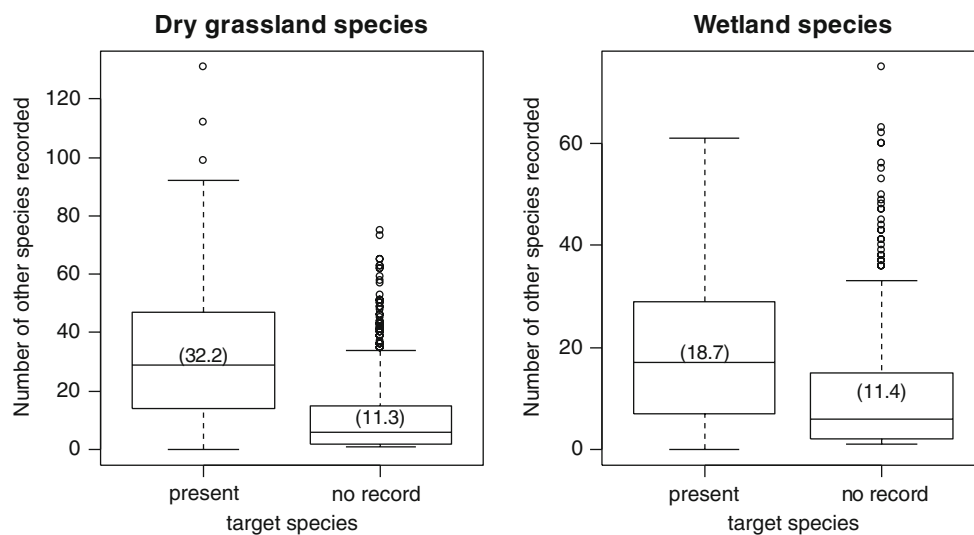 Dry grassland species
Number of other species recorded
120
100
80
60
40
20
0
(32.2)
(11.3)
present
no record
target species
Wetland species
Number of other species recorded
60
40
20
0
(18.7)
(11.4)
present
no record
target species